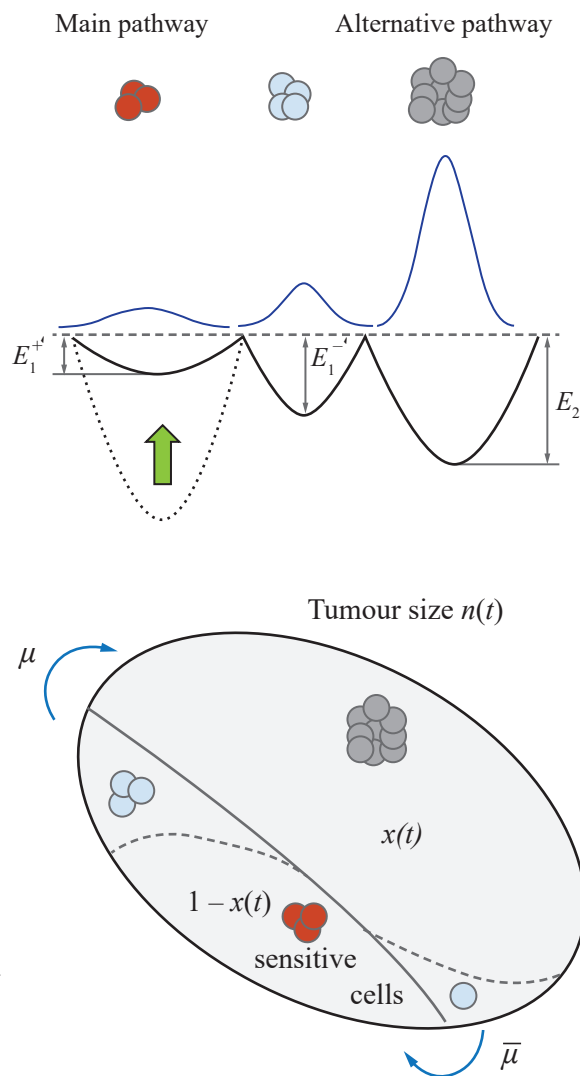 Main pathway
Alternative pathway
E₁⁺′
E₁⁻′
E₂
Tumour size n(t)
μ
x(t)
1 – x(t)
sensitive
cells
μ̅